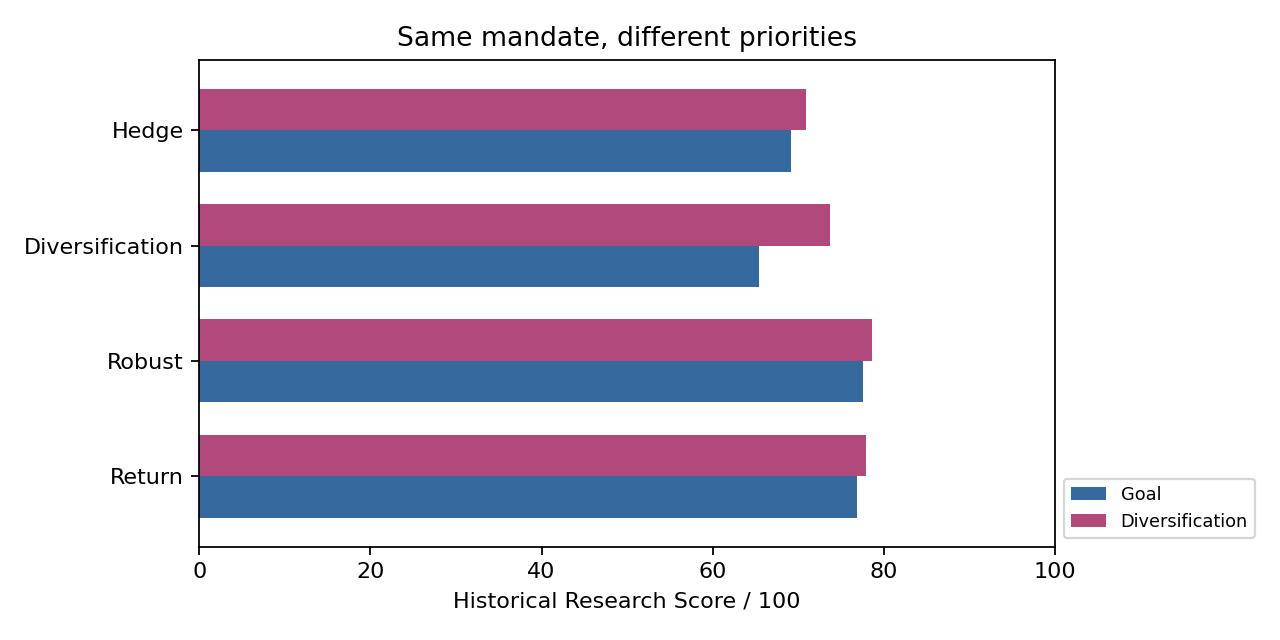 Same mandate, different priorities
Hedge
Diversification
Robust
Return
0 20 40 60 80 100
Historical Research Score / 100
Goal
Diversification